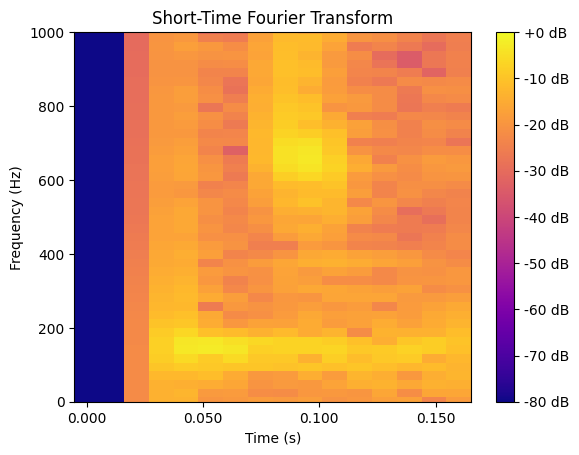 Short-Time Fourier Transform
Frequency (Hz)
1000
800
600
400
200
0
0.000
0.050
0.100
0.150
Time (s)
+0 dB
-10 dB
-20 dB
-30 dB
-40 dB
-50 dB
-60 dB
-70 dB
-80 dB